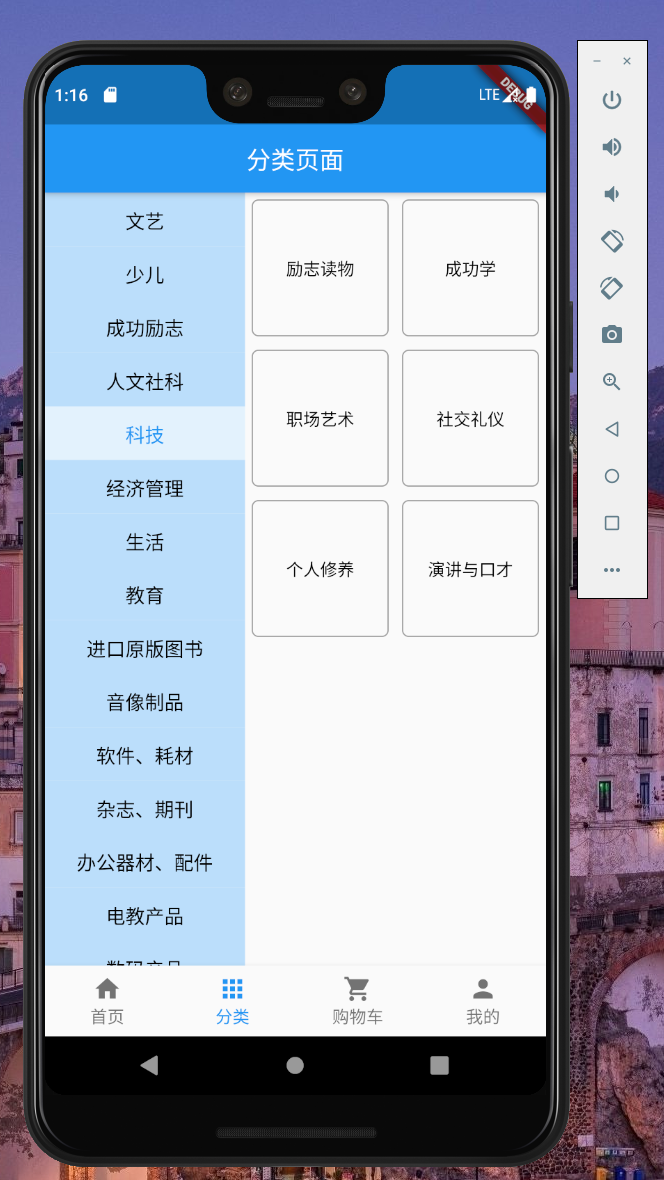 1:16
LTE
DEBUG
分类页面
文艺
少儿
成功励志
人文社科
科技
经济管理
生活
教育
进口原版图书
音像制品
软件、耗材
杂志、期刊
办公器材、配件
电教产品
数码产品
励志读物
成功学
职场艺术
社交礼仪
个人修养
演讲与口才
首页
分类
购物车
我的